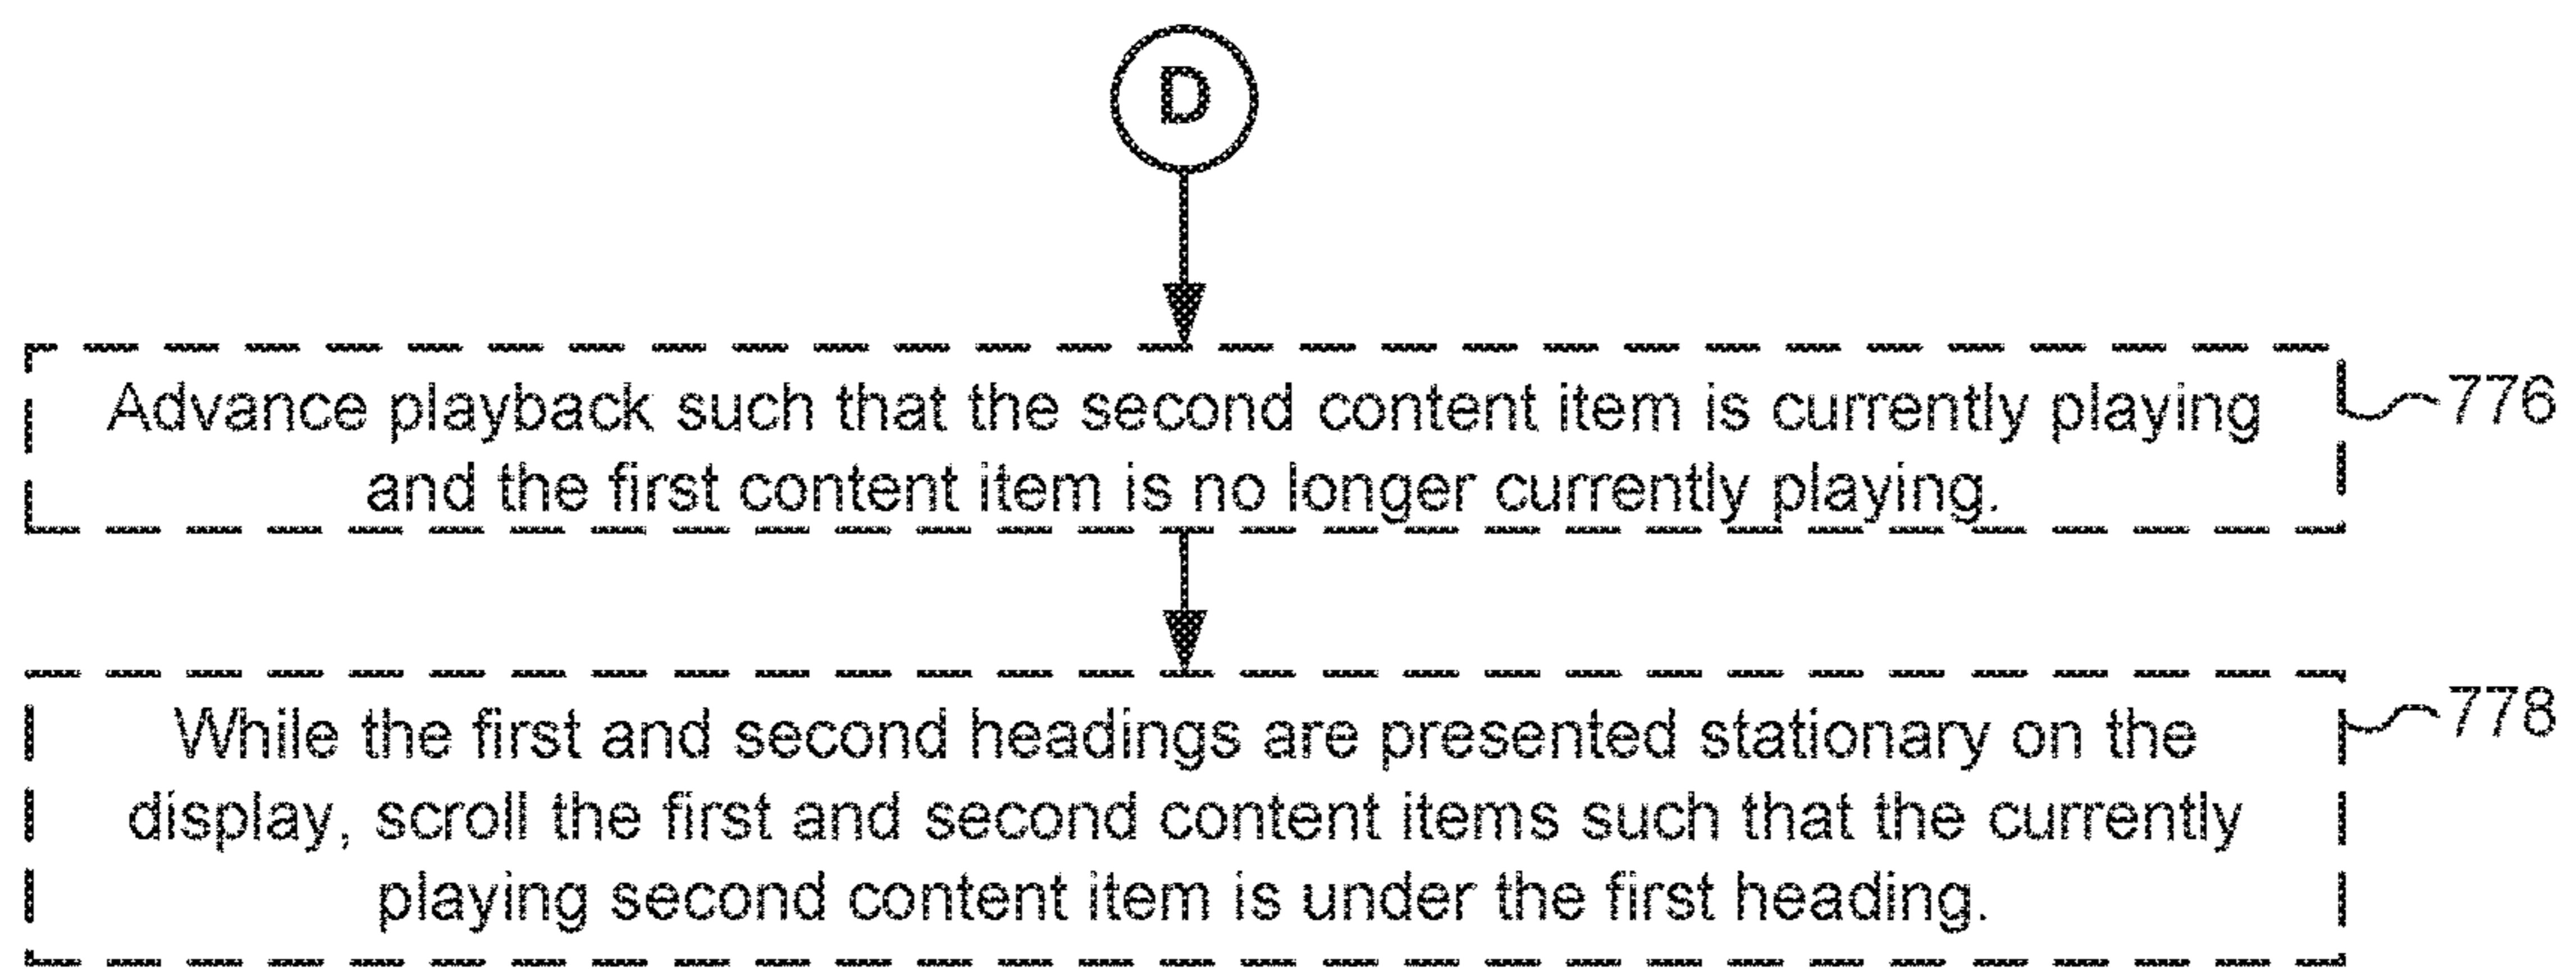 D
Advance playback such that the second content item is currently playing
and the first content item is no longer currently playing.
776
While the first and second headings are presented stationary on the
display, scroll the first and second content items such that the currently
playing second content item is under the first heading.
778